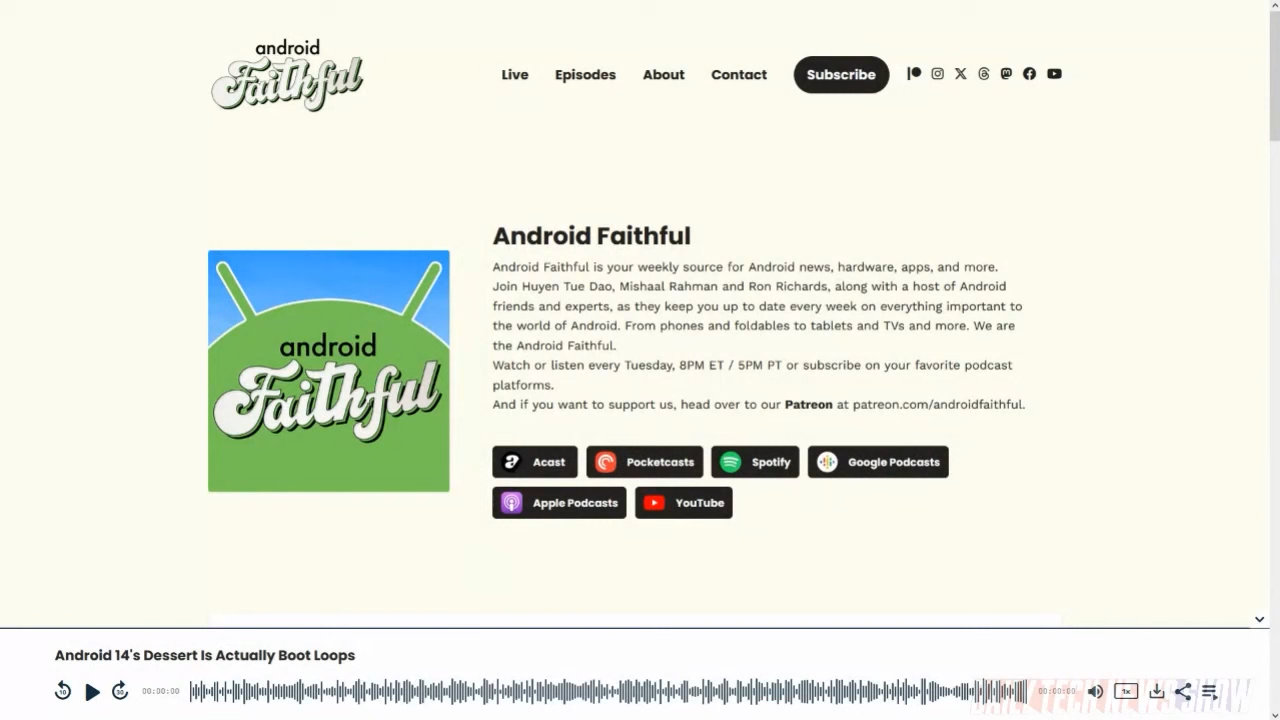 android
Faithful
Live Episodes About Contact Subscribe
Android Faithful
Android Faithful is your weekly source for Android news, hardware, apps, and more.
Join Huyen Tue Dao, Mishaal Rahman and Ron Richards, along with a host of Android
friends and experts, as they keep you up to date every week on everything important to
the world of Android. From phones and foldables to tablets and TVs and more. We are
the Android Faithful.
Watch or listen every Tuesday, 8PM ET / 5PM PT or subscribe on your favorite podcast
platforms.
And if you want to support us, head over to our Patreon at patreon.com/androidfaithful.
android
Faithful
Acast Pocketcasts Spotify Google Podcasts
Apple Podcasts YouTube
Android 14's Dessert Is Actually Boot Loops
10 30 00:00:00 00:00:00 1x
DAILY TECH NEWS SHOW